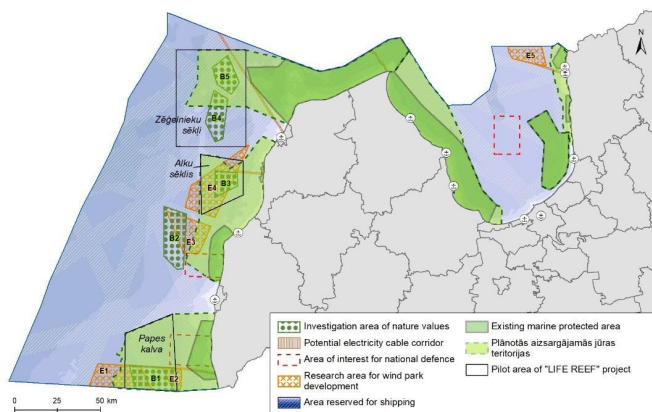 N
E5
B5
B4
Zēģelnieku
sēkli
Alku
sēklis
E4
B3
B2
E3
Papes
kalva
E1
B1
E2
0 25 50 km
Investigation area of nature values
Potential electricity cable corridor
Area of interest for national defence
Research area for wind park
development
Area reserved for shipping
Existing marine protected area
Plānotās aizsargājamās jūras
teritorijas
Pilot area of "LIFE REEF" project